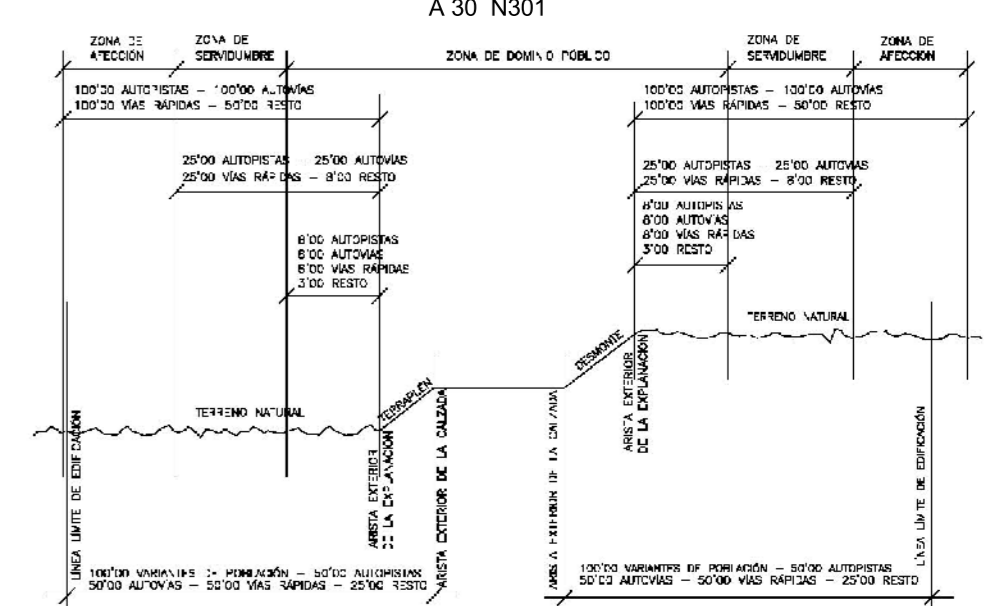 A 30 N301
ZONA DE AFECCIÓN
ZONA DE SERVIDUMBRE
ZONA DE DOMINIO PÚBLICO
ZONA DE SERVIDUMBRE
ZONA DE AFECCIÓN
100'00 AUTOPISTAS – 100'00 AUTOVÍAS
100'00 VÍAS RÁPIDAS – 50'00 RESTO
100'00 AUTOPISTAS – 100'00 AUTOVÍAS
100'00 VÍAS RÁPIDAS – 50'00 RESTO
25'00 AUTOPISTAS – 25'00 AUTOVÍAS
25'00 VÍAS RÁPIDAS – 8'00 RESTO
25'00 AUTOPISTAS – 25'00 AUTOVÍAS
25'00 VÍAS RÁPIDAS – 8'00 RESTO
8'00 AUTOPISTAS
8'00 AUTOVÍAS
8'00 VÍAS RÁPIDAS
3'00 RESTO
8'00 AUTOPISTAS
8'00 AUTOVÍAS
8'00 VÍAS RÁPIDAS
3'00 RESTO
TERRENO NATURAL
DESMONTE
TERRAPLÉN
TERRENO NATURAL
LÍNEA LÍMITE DE EDIFICACIÓN
ARISTA EXTERIOR
DE LA EXPLANACIÓN
ARISTA EXTERIOR DE LA CALZADA
ARISTA EXTERIOR DE LA CALZADA
ARISTA EXTERIOR
DE LA EXPLANACIÓN
LÍNEA LÍMITE DE EDIFICACIÓN
100'00 VARIANTES DE POBLACIÓN – 50'00 AUTOPISTAS
50'00 AUTOVÍAS – 50'00 VÍAS RÁPIDAS – 25'00 RESTO
100'00 VARIANTES DE POBLACIÓN – 50'00 AUTOPISTAS
50'00 AUTOVÍAS – 50'00 VÍAS RÁPIDAS – 25'00 RESTO